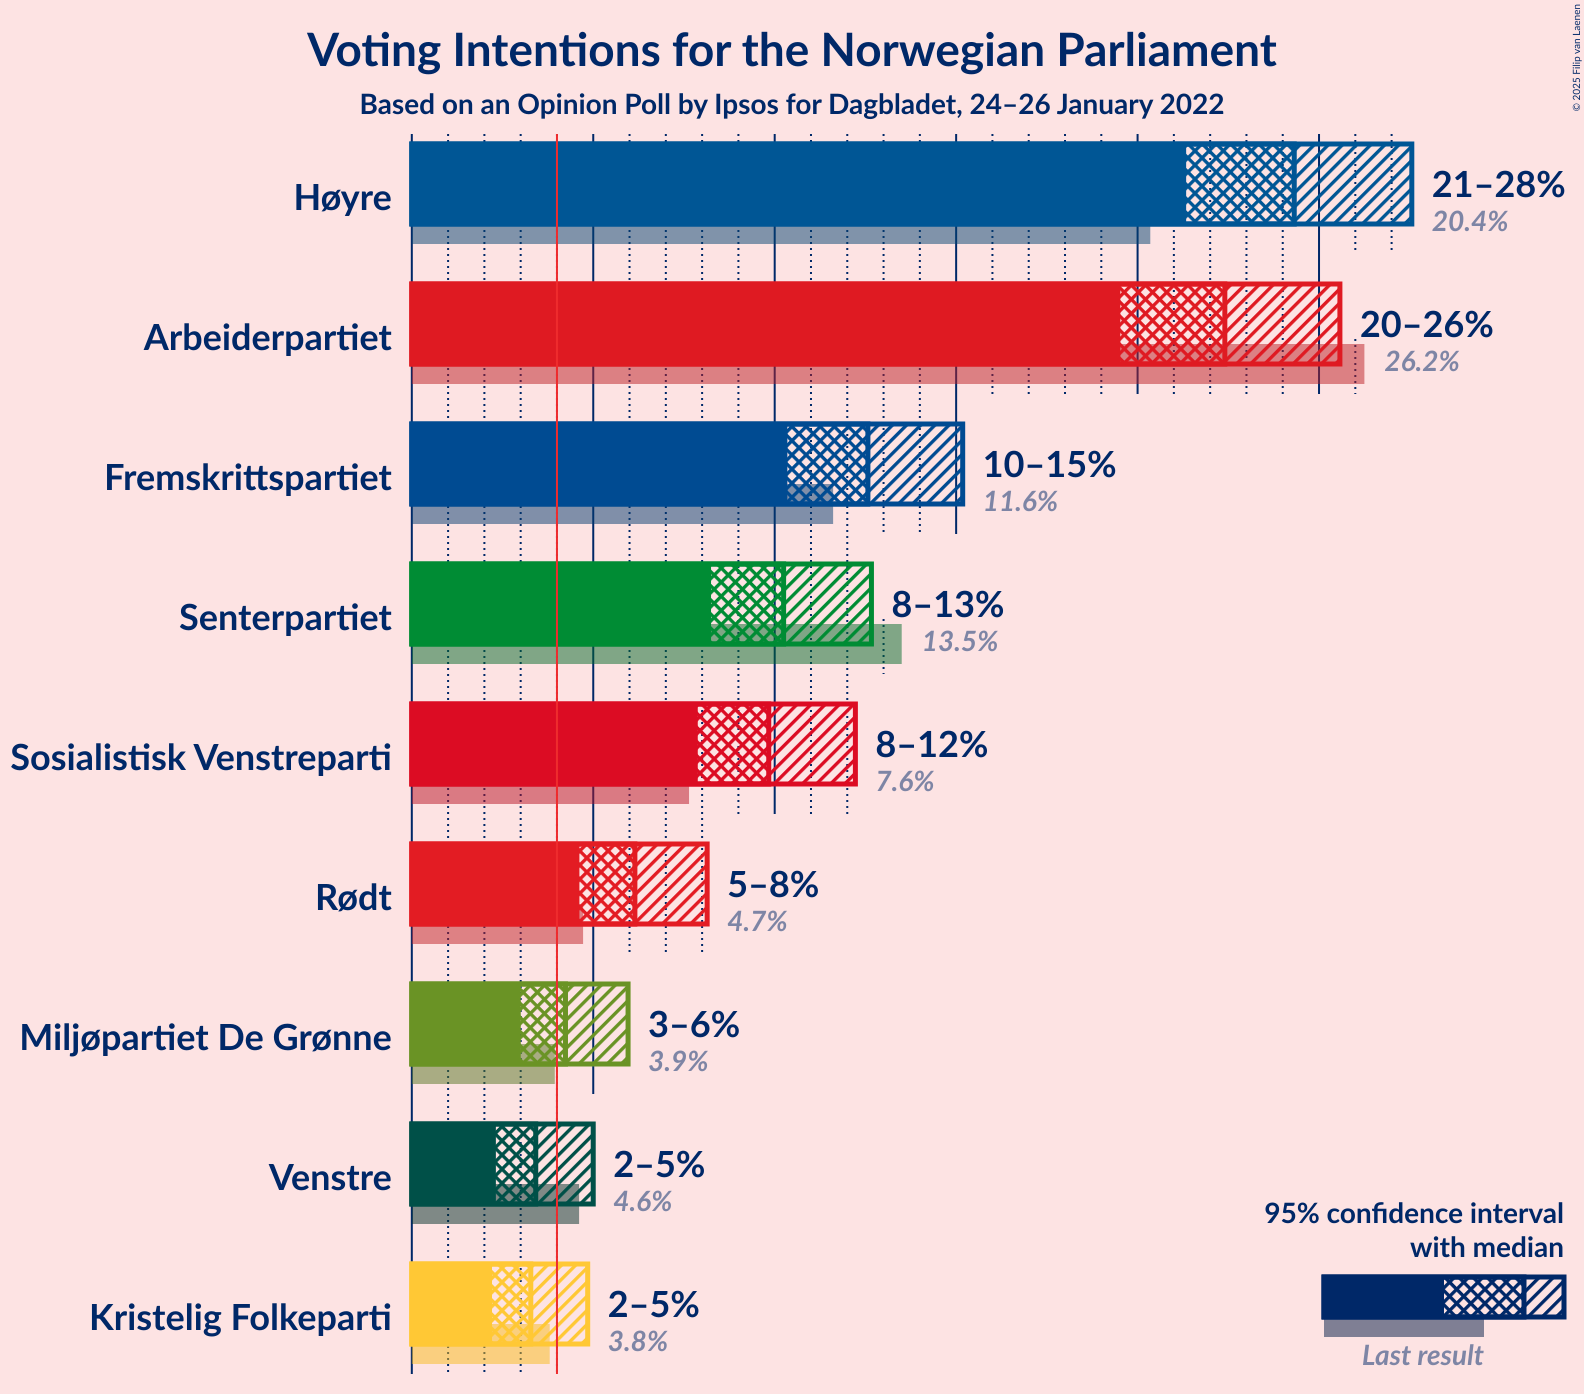 Voting Intentions for the Norwegian Parliament
Based on an Opinion Poll by Ipsos for Dagbladet, 24–26 January 2022
© 2025 Filip van Laenen
Høyre
21–28%
20.4%
Arbeiderpartiet
20–26%
26.2%
Fremskrittspartiet
10–15%
11.6%
Senterpartiet
8–13%
13.5%
Sosialistisk Venstreparti
8–12%
7.6%
Rødt
5–8%
4.7%
Miljøpartiet De Grønne
3–6%
3.9%
Venstre
2–5%
4.6%
Kristelig Folkeparti
2–5%
3.8%
95% confidence interval
with median
Last result